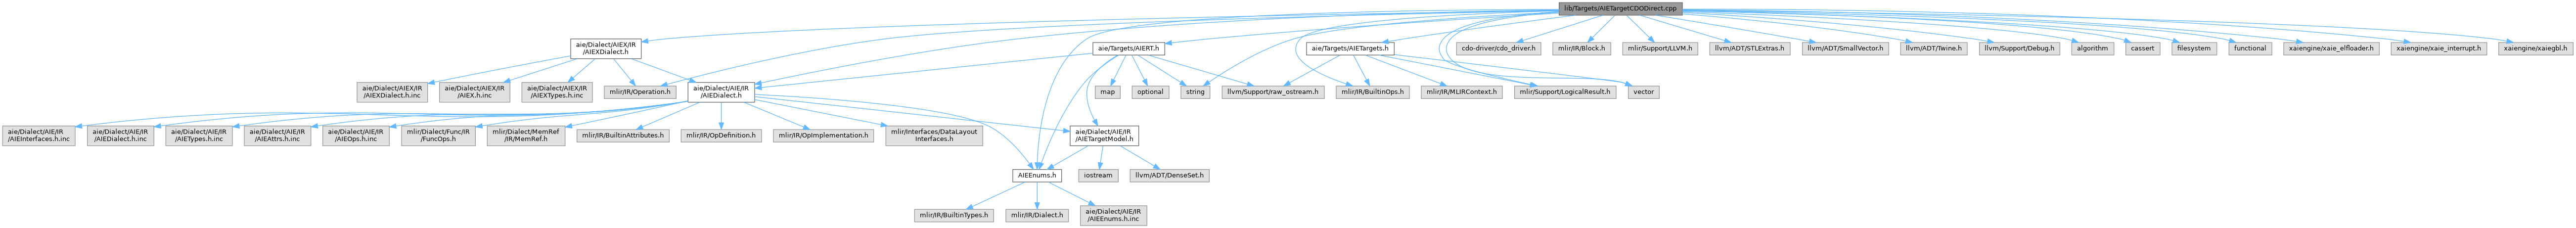 lib/Targets/AIETargetCDODirect.cpp
aie/Dialect/AIEX/IR
/AIEXDialect.h
aie/Targets/AIERT.h
aie/Targets/AIETargets.h
cdo-driver/cdo_driver.h
mlir/IR/Block.h
mlir/Support/LLVM.h
llvm/ADT/STLExtras.h
llvm/ADT/SmallVector.h
llvm/ADT/Twine.h
llvm/Support/Debug.h
algorithm
cassert
filesystem
functional
xaiengine/xaie_elfloader.h
xaiengine/xaie_interrupt.h
xaiengine/xaiegbl.h
aie/Dialect/AIEX/IR
/AIEXDialect.h.inc
aie/Dialect/AIEX/IR
/AIEX.h.inc
aie/Dialect/AIEX/IR
/AIEXTypes.h.inc
mlir/IR/Operation.h
aie/Dialect/AIE/IR
/AIEDialect.h
map
optional
string
llvm/Support/raw_ostream.h
mlir/IR/BuiltinOps.h
mlir/IR/MLIRContext.h
mlir/Support/LogicalResult.h
vector
aie/Dialect/AIE/IR
/AIEInterfaces.h.inc
aie/Dialect/AIE/IR
/AIEDialect.h.inc
aie/Dialect/AIE/IR
/AIETypes.h.inc
aie/Dialect/AIE/IR
/AIEAttrs.h.inc
aie/Dialect/AIE/IR
/AIEOps.h.inc
mlir/Dialect/Func/IR
/FuncOps.h
mlir/Dialect/MemRef
/IR/MemRef.h
mlir/IR/BuiltinAttributes.h
mlir/IR/OpDefinition.h
mlir/IR/OpImplementation.h
mlir/Interfaces/DataLayout
Interfaces.h
aie/Dialect/AIE/IR
/AIETargetModel.h
AIEEnums.h
iostream
llvm/ADT/DenseSet.h
mlir/IR/BuiltinTypes.h
mlir/IR/Dialect.h
aie/Dialect/AIE/IR
/AIEEnums.h.inc